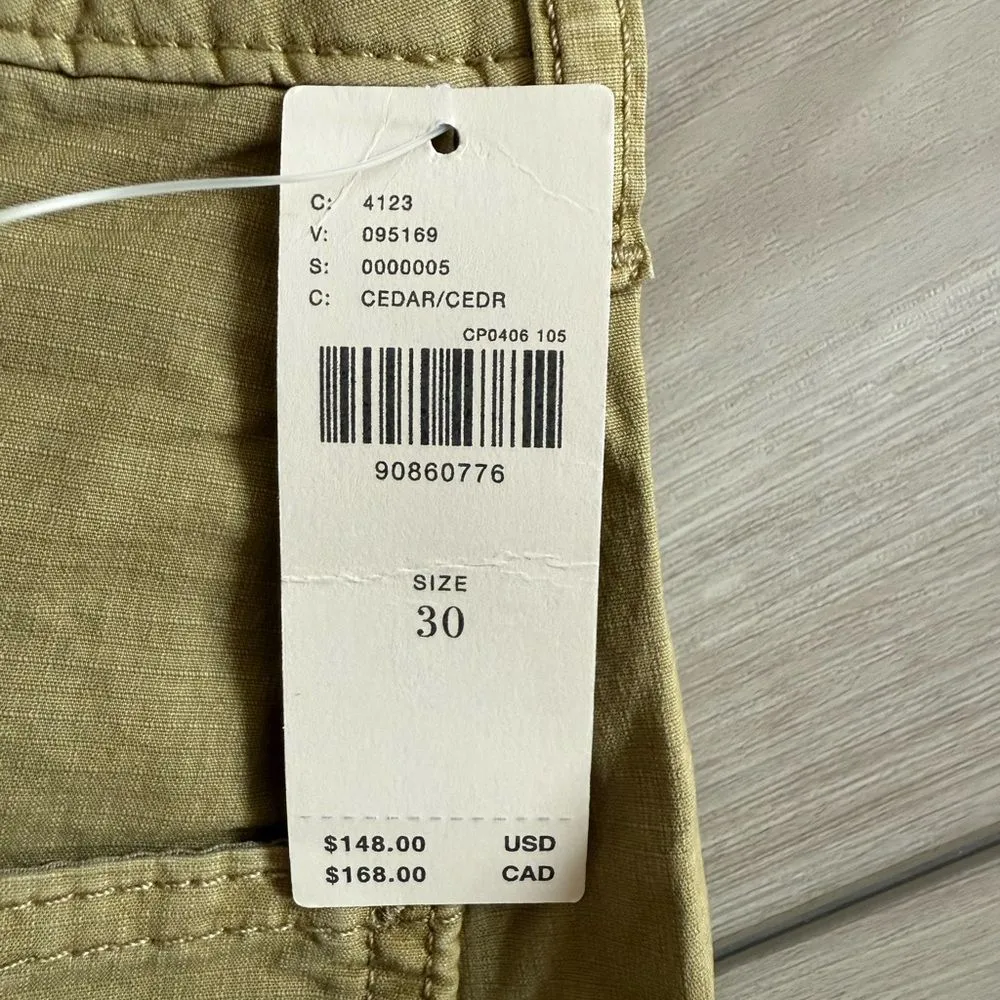 C: 4123
V: 095169
S: 0000005
C: CEDAR/CEDR
CP0406 105
90860776
SIZE
30
$148.00 USD
$168.00 CAD